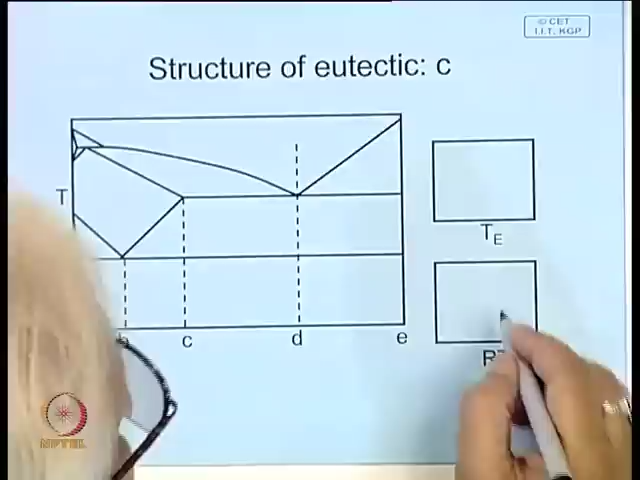 © CET
I.I.T. KGP
Structure of eutectic: c
T
T_E
b c d e
NPTEL